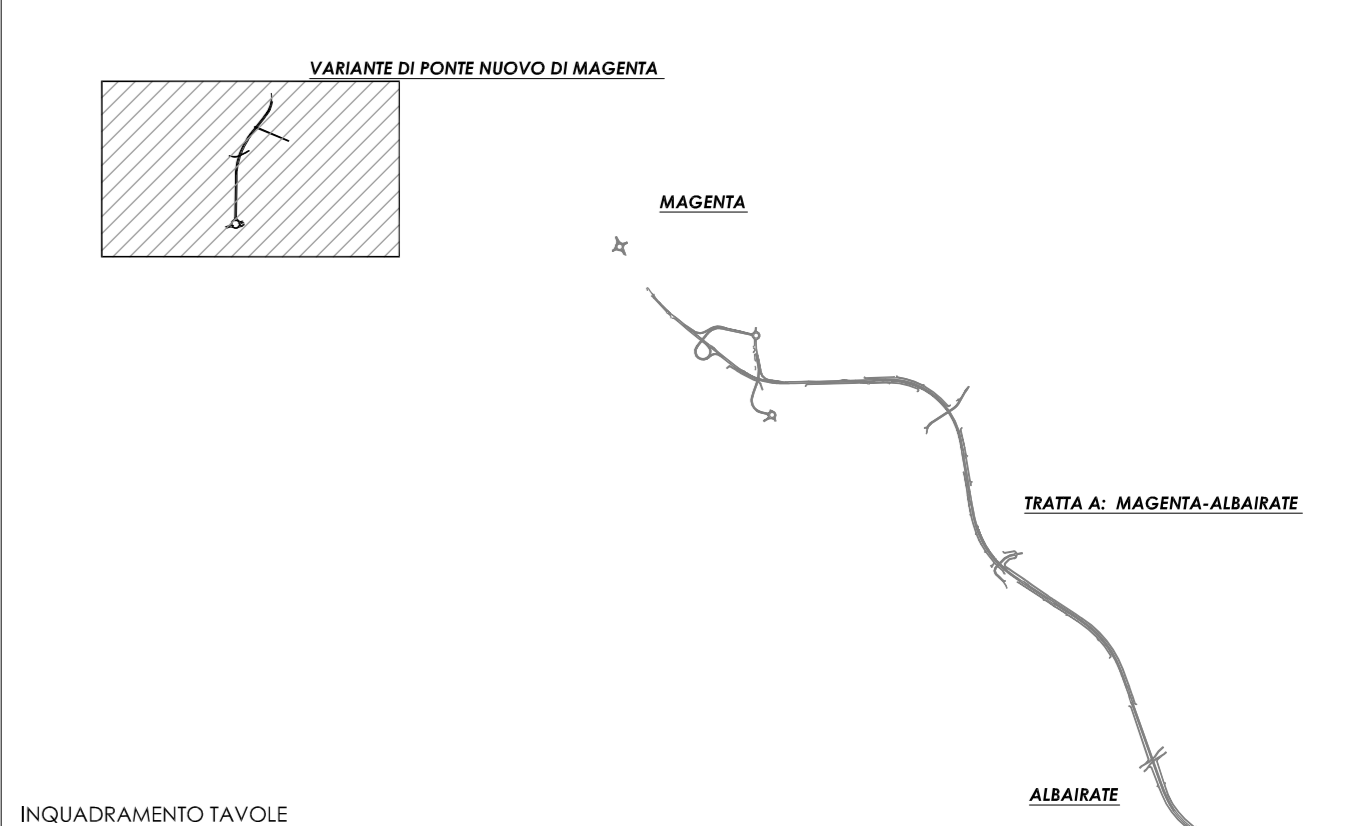 VARIANTE DI PONTE NUOVO DI MAGENTA
MAGENTA
TRATTA A: MAGENTA-ALBAIRATE
ALBAIRATE
INQUADRAMENTO TAVOLE